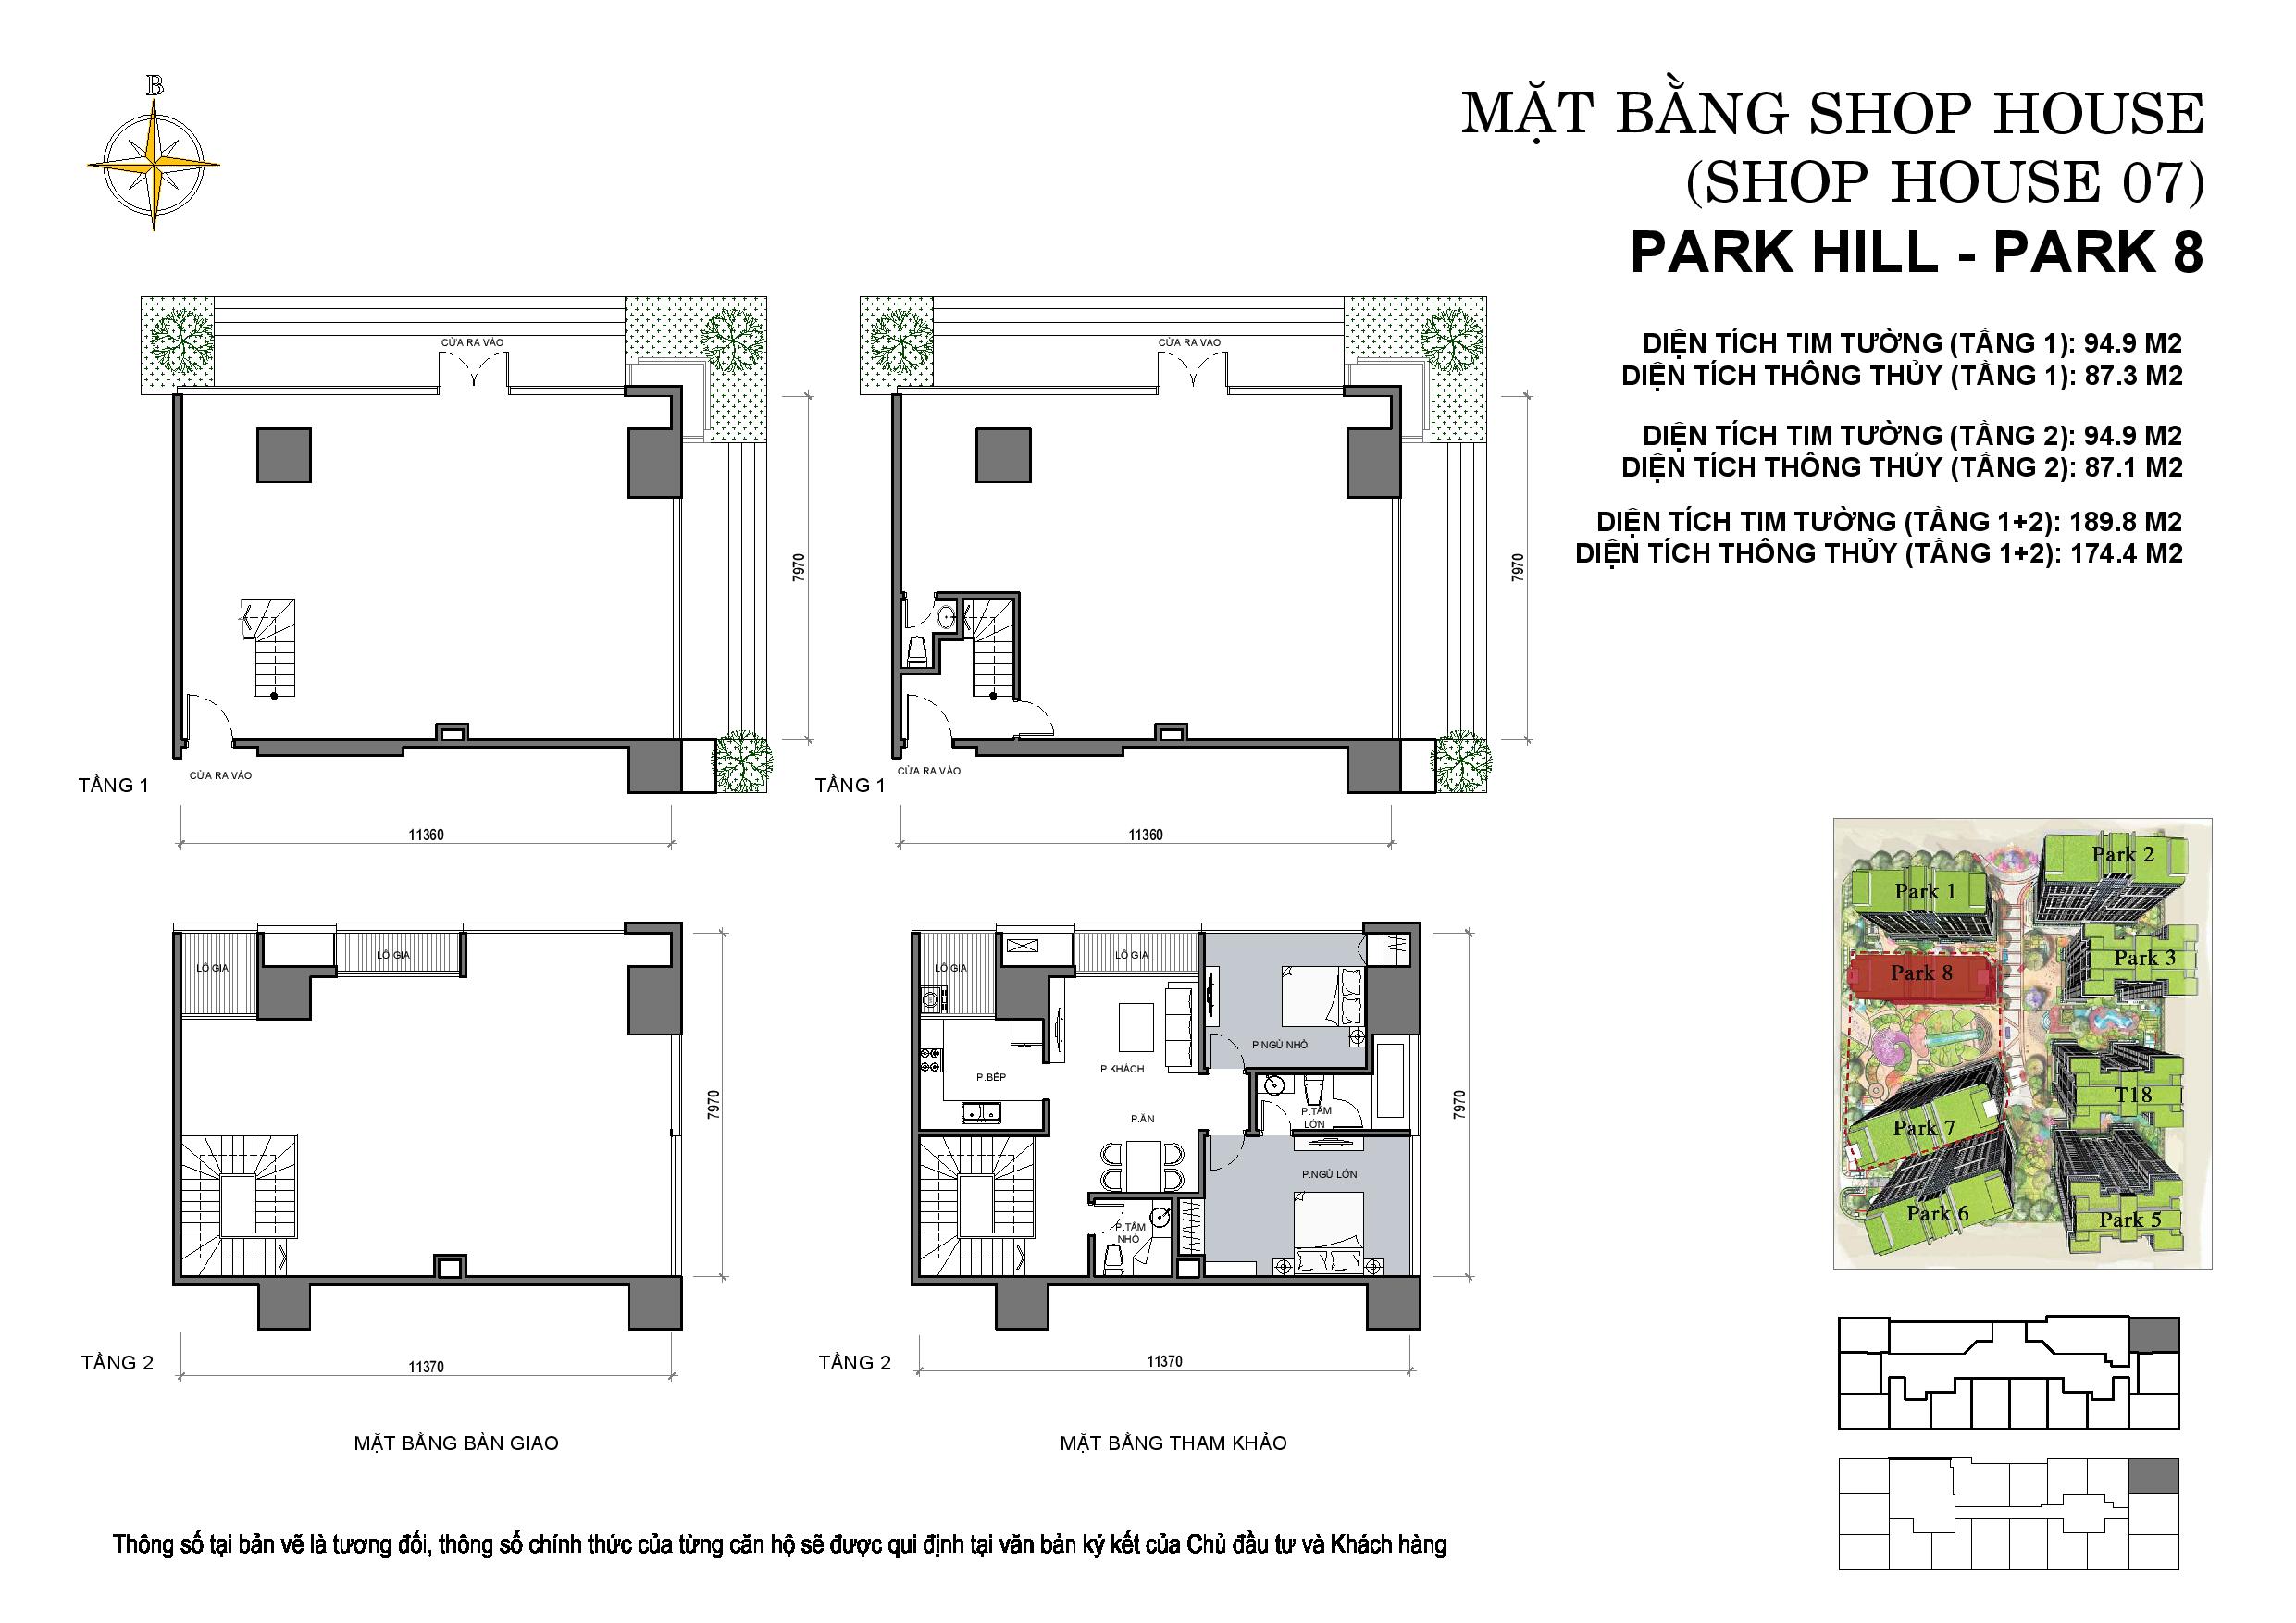 B
MẶT BẰNG SHOP HOUSE
(SHOP HOUSE 07)
PARK HILL - PARK 8
DIỆN TÍCH TIM TƯỜNG (TẦNG 1): 94.9 M2
DIỆN TÍCH THÔNG THỦY (TẦNG 1): 87.3 M2
DIỆN TÍCH TIM TƯỜNG (TẦNG 2): 94.9 M2
DIỆN TÍCH THÔNG THỦY (TẦNG 2): 87.1 M2
DIỆN TÍCH TIM TƯỜNG (TẦNG 1+2): 189.8 M2
DIỆN TÍCH THÔNG THỦY (TẦNG 1+2): 174.4 M2
CỬA RA VÀO
7970
CỬA RA VÀO
TẦNG 1
11360
CỬA RA VÀO
7970
CỬA RA VÀO
TẦNG 1
11360
LÔ GIA
LÔ GIA
7970
TẦNG 2
11370
LÔ GIA
LÔ GIA
P.NGỦ NHỎ
P.BẾP
P.KHÁCH
P.ĂN
P.TẮM
LỚN
P.NGỦ LỚN
P.TẮM
NHỎ
7970
TẦNG 2
11370
Park 1
Park 2
Park 3
Park 8
T18
Park 7
Park 6
Park 5
MẶT BẰNG BÀN GIAO
MẶT BẰNG THAM KHẢO
Thông số tại bản vẽ là tương đối, thông số chính thức của từng căn hộ sẽ được qui định tại văn bản ký kết của Chủ đầu tư và Khách hàng